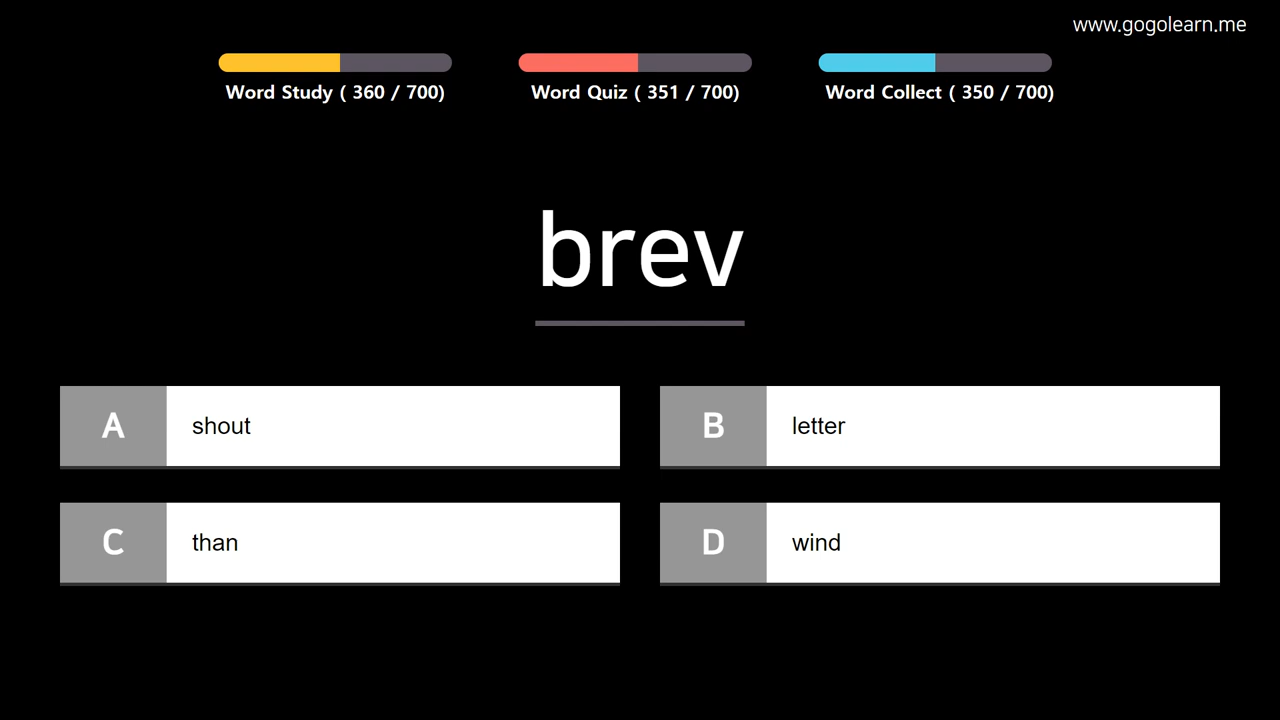 www.gogolearn.me
Word Study ( 360 / 700)
Word Quiz ( 351 / 700)
Word Collect ( 350 / 700)
brev
A shout
B letter
C than
D wind